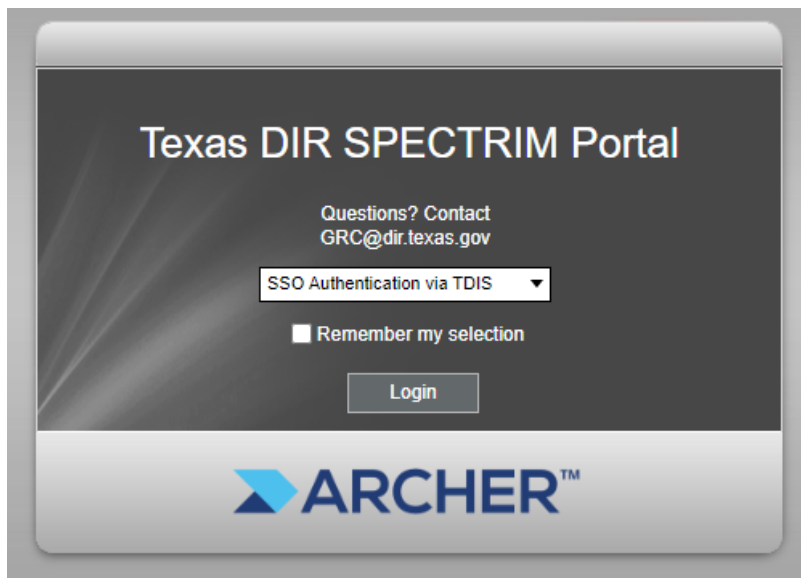 Texas DIR SPECTRIM Portal
Questions? Contact
GRC@dir.texas.gov
SSO Authentication via TDIS
Remember my selection
Login
ARCHER™